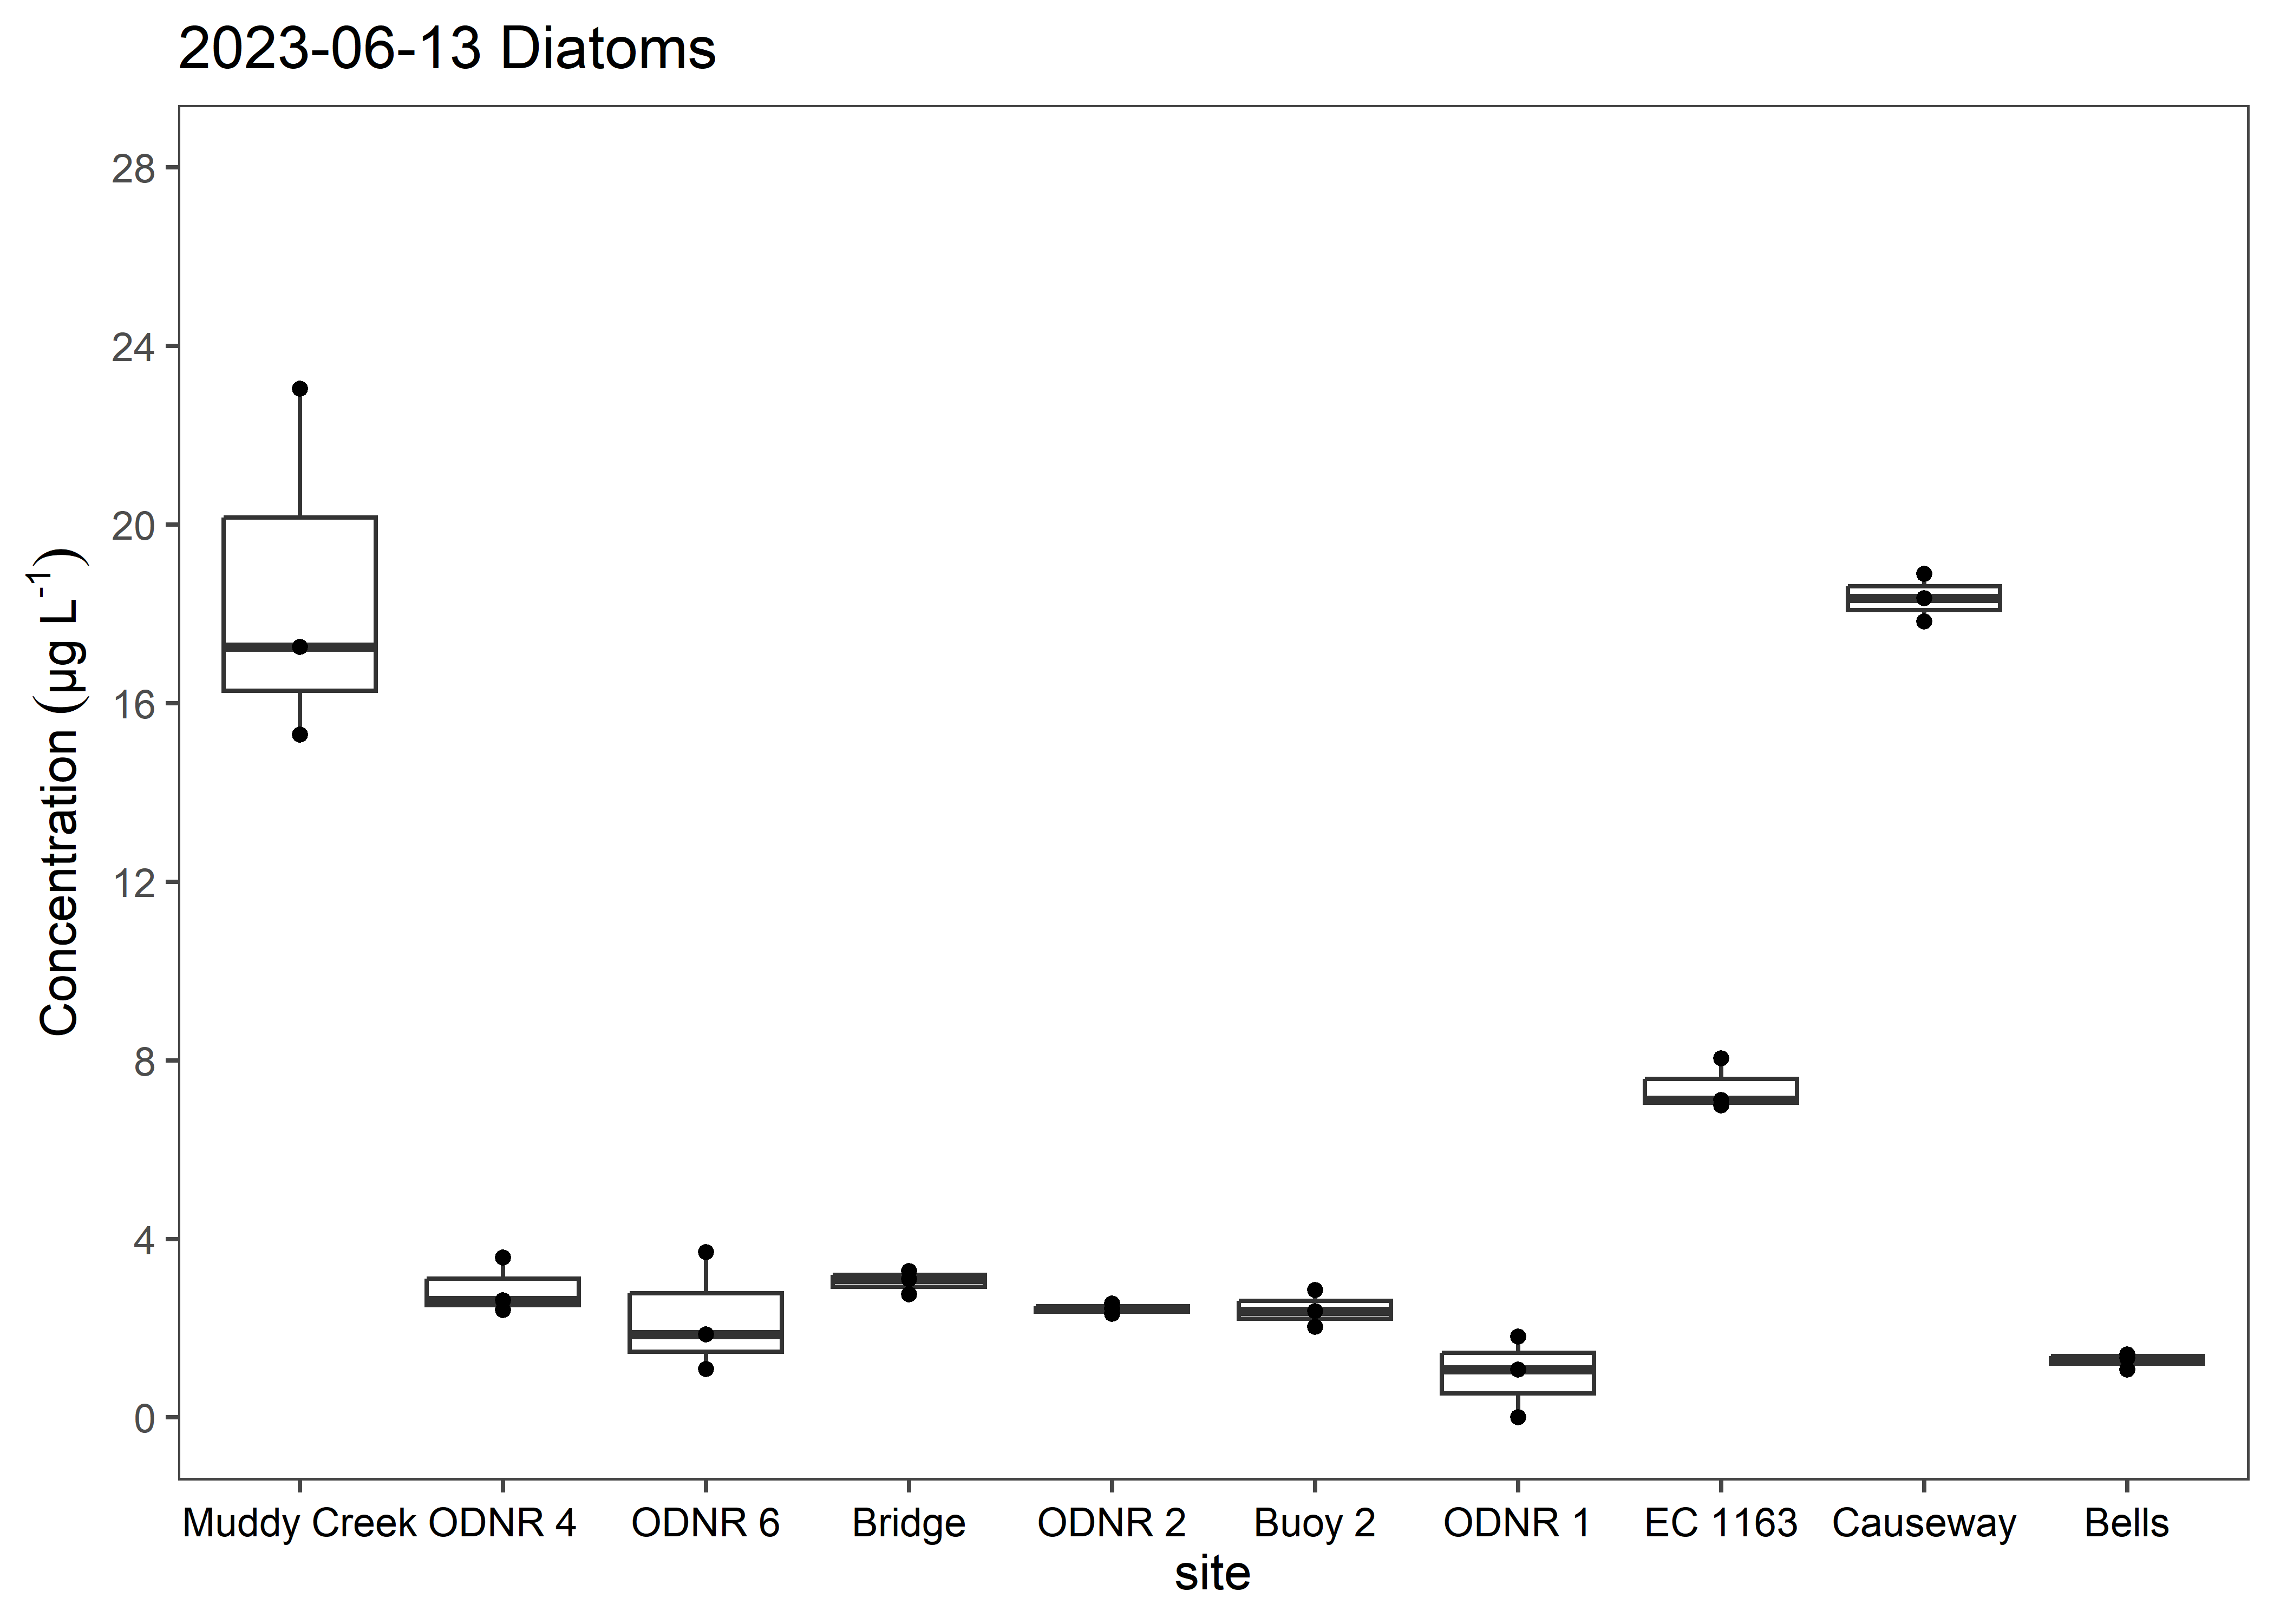 2023-06-13 Diatoms
Concentration (µg L⁻¹)
28
24
20
16
12
8
4
0
Muddy Creek ODNR 4 ODNR 6 Bridge ODNR 2 Buoy 2 ODNR 1 EC 1163 Causeway Bells
site